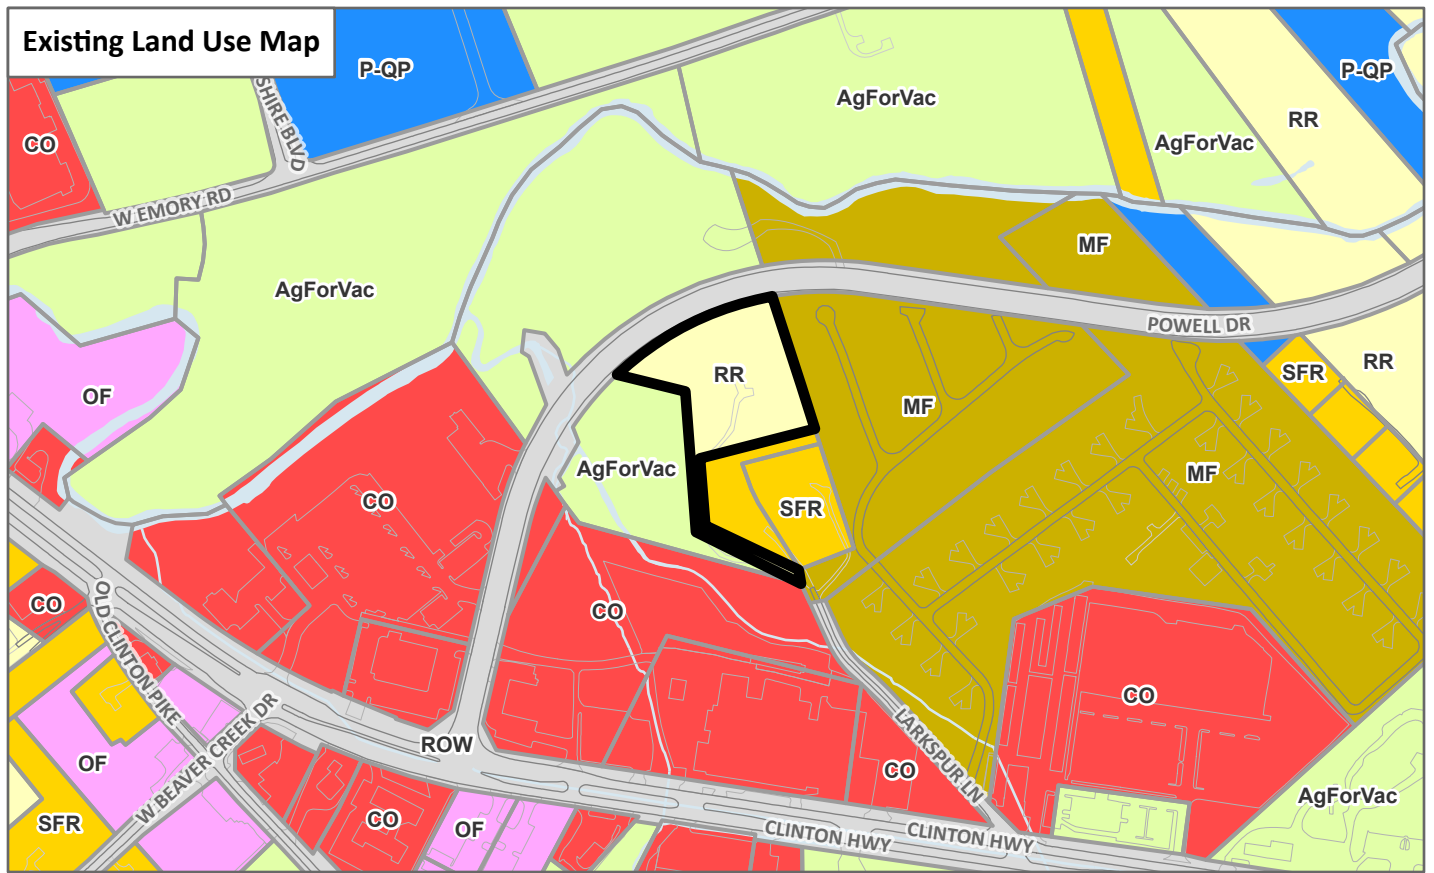 Existing Land Use Map
P-QP
P-QP
AgForVac
RR
CO
SHIRE BLVD
AgForVac
W EMORY RD
MF
AgForVac
POWELL DR
RR
SFR
RR
OF
MF
AgForVac
MF
CO
SFR
CO
CO
OLD CLINTON PIKE
CO
LARKSPUR LN
W BEAVER CREEK DR
ROW
OF
CO
AgForVac
SFR
CO
OF
CLINTON HWY
CLINTON HWY